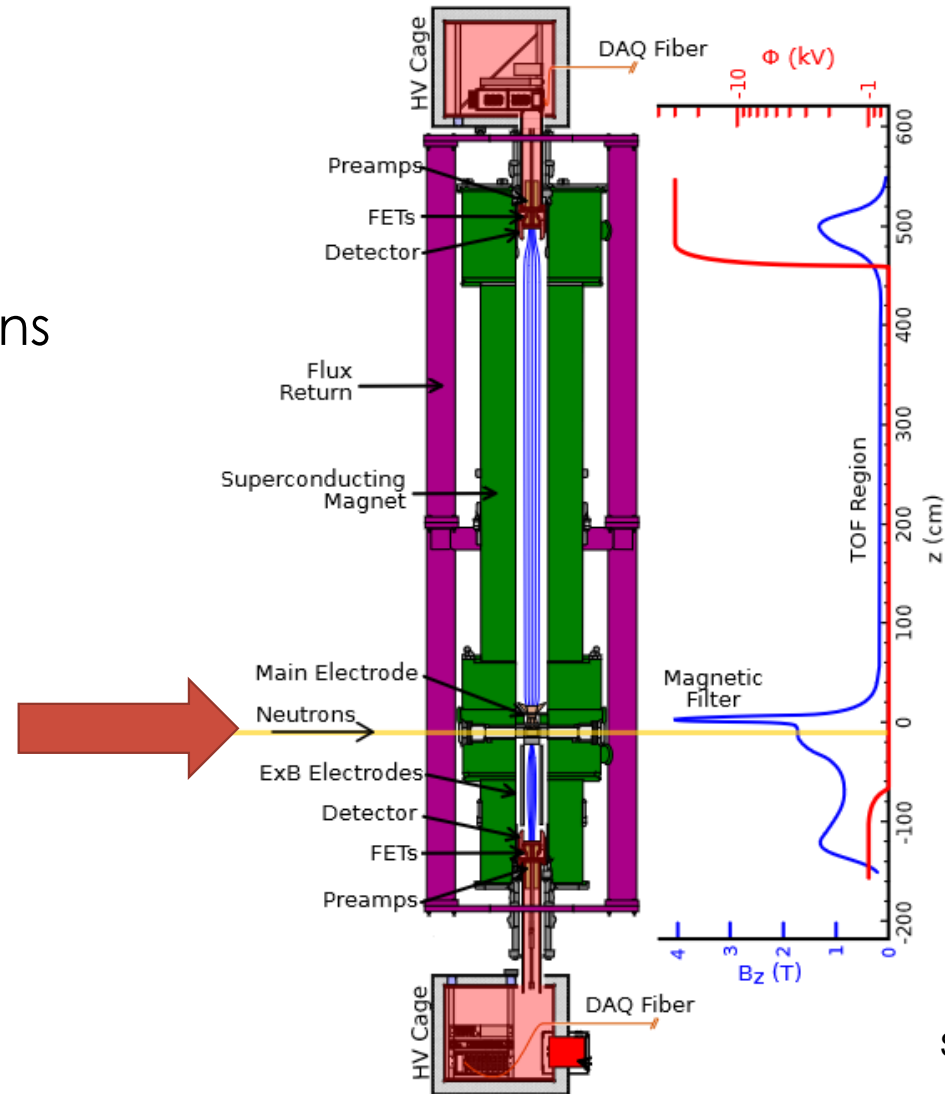 HV Cage
DAQ Fiber
Φ (kV)
-10
-1
600
Preamps
FETs
500
Detector
ns
400
Flux
Return
300
Superconducting
Magnet
TOF Region
200
z (cm)
100
Main Electrode
Magnetic
Filter
Neutrons
0
ExB Electrodes
Detector
-100
FETs
Preamps
-200
4
3
2
1
0
Bz (T)
HV Cage
DAQ Fiber
s